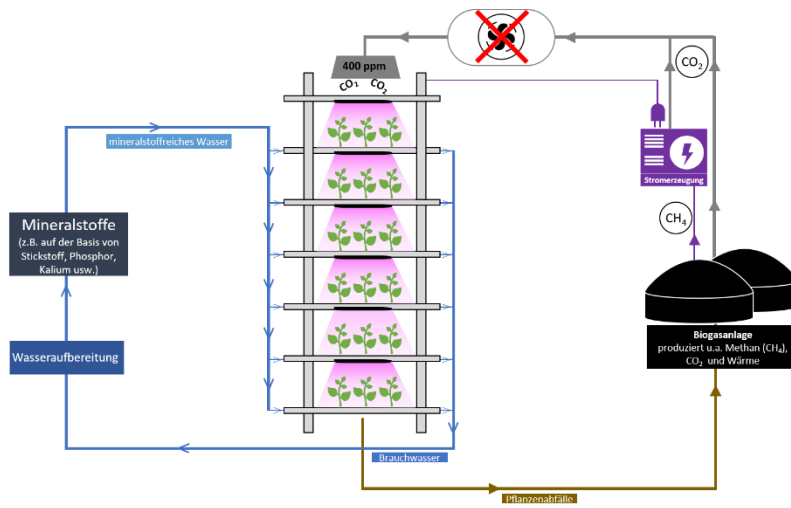 400 ppm
CO₂ CO₂
CO₂
mineralstoffreiches Wasser
Stromerzeugung
CH₄
Mineralstoffe
(z.B. auf der Basis von
Stickstoff, Phosphor,
Kalium usw.)
Biogasanlage
produziert u.a. Methan (CH₄),
CO₂ und Wärme
Wasseraufbereitung
Brauchwasser
Pflanzenabfälle